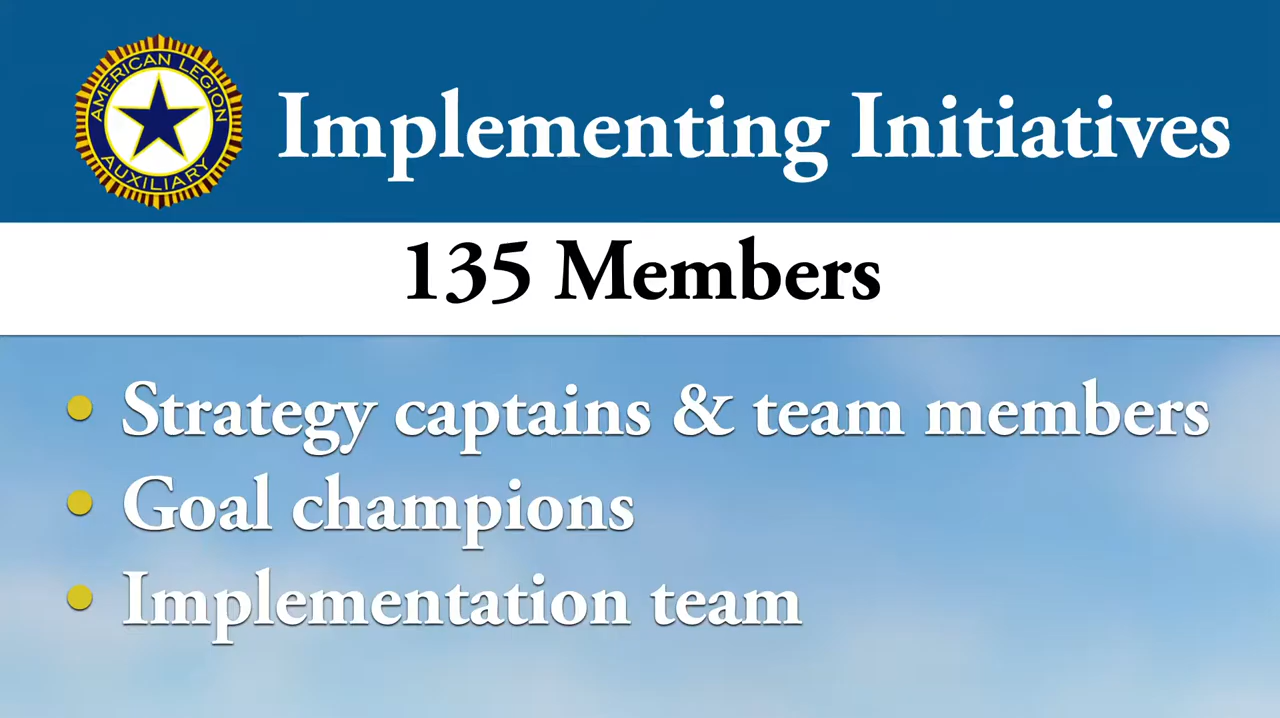 AMERICAN LEGION
AUXILIARY
Implementing Initiatives
135 Members
• Strategy captains & team members
• Goal champions
• Implementation team